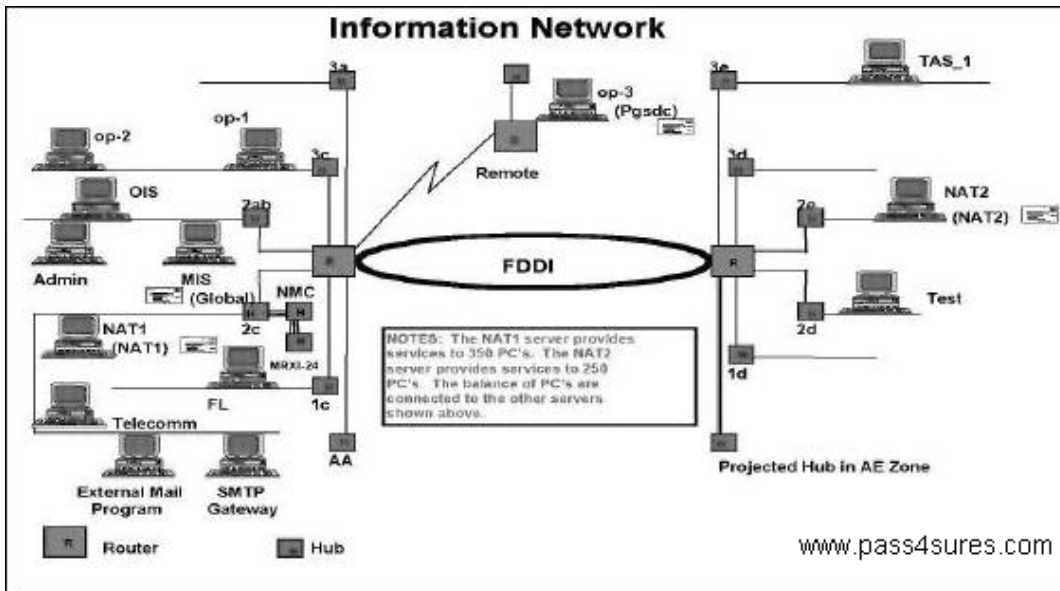 Information Network
3a
3e
TAS_1
op-3
(Pgsdc)
op-2
op-1
3c
Remote
3d
OIS
2ab
2e
NAT2
(NAT2)
Admin
MIS
(Global)
R
FDDI
R
NMC
Test
NAT1
(NAT1)
2c
2d
MRXI-24
NOTES: The NAT1 server provides
services to 350 PC's. The NAT2
server provides services to 250
PC's. The balance of PC's are
connected to the other servers
shown above.
FL
1c
1d
Telecomm
AA
Projected Hub in AE Zone
External Mail
Program
SMTP
Gateway
R
Router
Hub
www.pass4sures.com